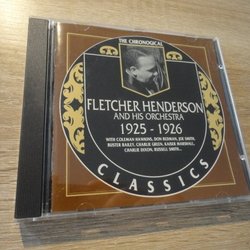 THE CHRONOLOGICAL
FLETCHER HENDERSON
AND HIS ORCHESTRA
1925 - 1926
WITH COLEMAN HAWKINS, DON REDMAN, JOE SMITH,
BUSTER BAILEY, CHARLIE GREEN, KAISER MARSHALL,
CHARLIE DIXON, RUSSELL SMITH...
CLASSICS